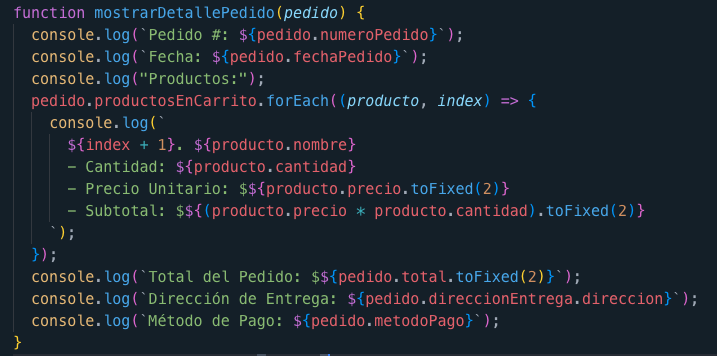 function mostrarDetallePedido(pedido) {
  console.log(`Pedido #: ${pedido.numeroPedido}`);
  console.log(`Fecha: ${pedido.fechaPedido}`);
  console.log("Productos:");
  pedido.productosEnCarrito.forEach((producto, index) => {
    console.log(`
      ${index + 1}. ${producto.nombre}
      - Cantidad: ${producto.cantidad}
      - Precio Unitario: $${producto.precio.toFixed(2)}
      - Subtotal: $${(producto.precio * producto.cantidad).toFixed(2)}
    `);
  });
  console.log(`Total del Pedido: $${pedido.total.toFixed(2)}`);
  console.log(`Dirección de Entrega: ${pedido.direccionEntrega.direccion}`);
  console.log(`Método de Pago: ${pedido.metodoPago}`);
}